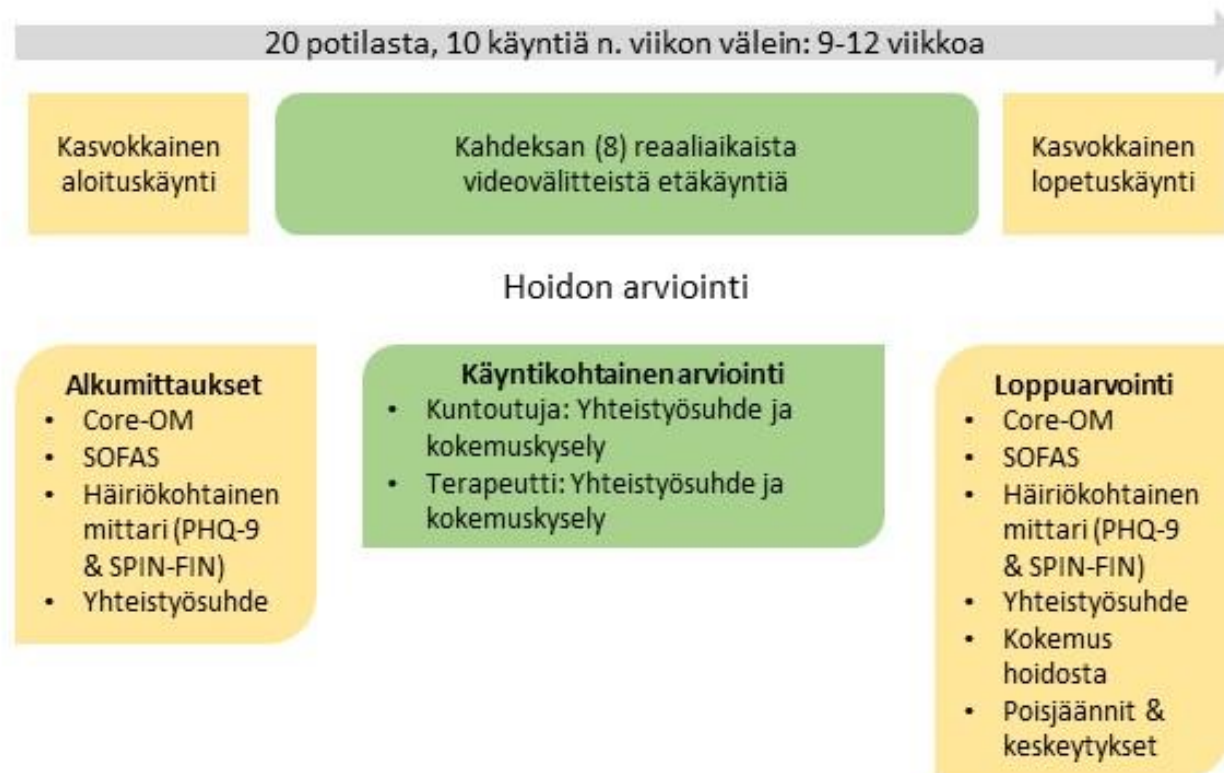 20 potilasta, 10 käyntiä n. viikon välein: 9-12 viikkoa
Kasvokkainen
aloituskäynti
Kahdeksan (8) reaaliaikaista
videovälitteistä etäkäyntiä
Kasvokkainen
lopetuskäynti
Hoidon arviointi
Alkumittaukset
• Core-OM
• SOFAS
• Häiriökohtainen
mittari (PHQ-9
& SPIN-FIN)
• Yhteistyösuhde
Käyntikohtainen arviointi
• Kuntoutuja: Yhteistyösuhde ja
kokemuskysely
• Terapeutti: Yhteistyösuhde ja
kokemuskysely
Loppuarvointi
• Core-OM
• SOFAS
• Häiriökohtainen
mittari (PHQ-9
& SPIN-FIN)
• Yhteistyösuhde
• Kokemus
hoidosta
• Poisjäännit &
keskeytykset